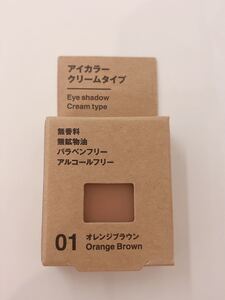 アイカラー
クリームタイプ
Eye shadow
Cream type
無香料
無鉱物油
パラベンフリー
アルコールフリー
01
オレンジブラウン
Orange Brown